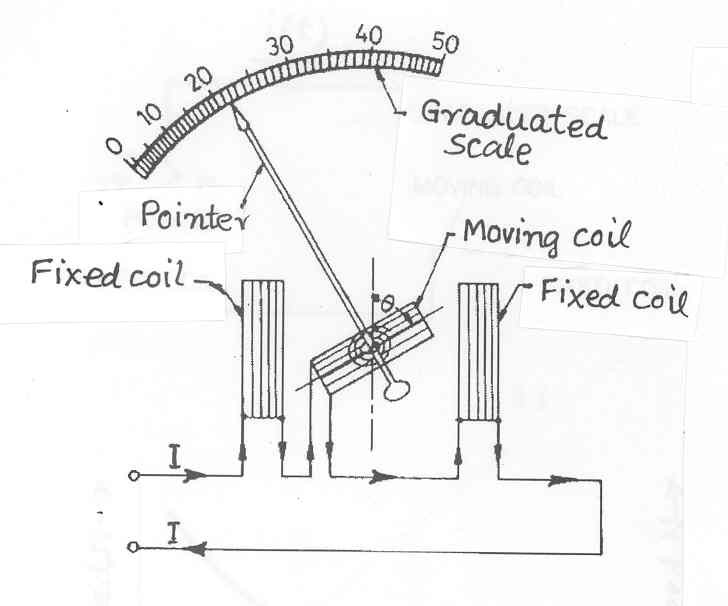 0 10 20 30 40 50
Graduated
scale
Pointer
Moving coil
Fixed coil
Fixed coil
θ
I
I